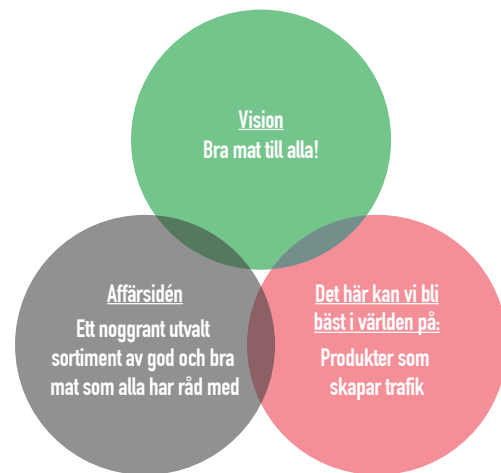 Vision
Bra mat till alla!
Affärsidén
Ett noggrant utvalt
sortiment av god och bra
mat som alla har råd med
Det här kan vi bli
bäst i världen på:
Produkter som
skapar trafik